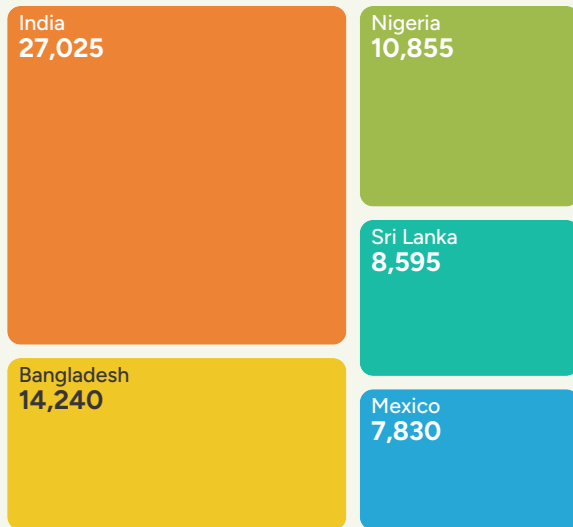 India
27,025
Nigeria
10,855
Sri Lanka
8,595
Bangladesh
14,240
Mexico
7,830